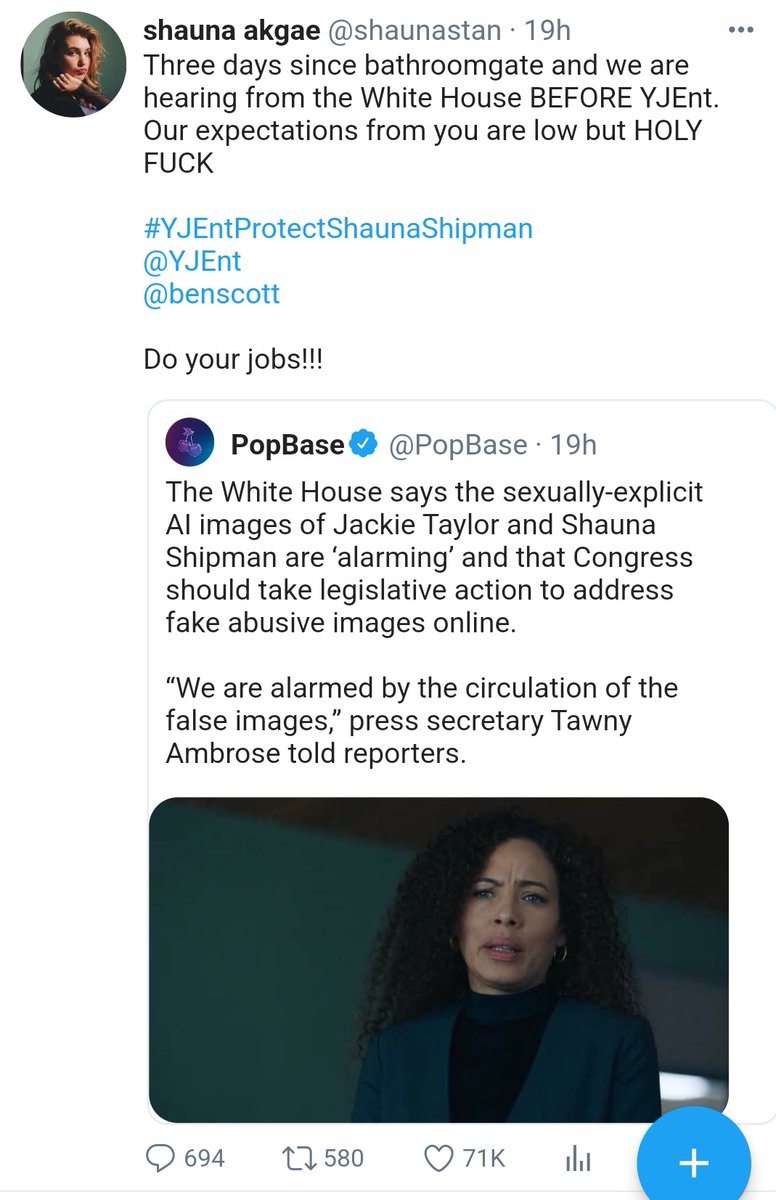 shauna akgae @shaunastan · 19h
Three days since bathroomgate and we are
hearing from the White House BEFORE YJEnt.
Our expectations from you are low but HOLY
FUCK
#YJEntProtectShaunaShipman
@YJEnt
@benscott
Do your jobs!!!
PopBase @PopBase · 19h
The White House says the sexually-explicit
AI images of Jackie Taylor and Shauna
Shipman are ‘alarming’ and that Congress
should take legislative action to address
fake abusive images online.
“We are alarmed by the circulation of the
false images,” press secretary Tawny
Ambrose told reporters.
694 580 71K